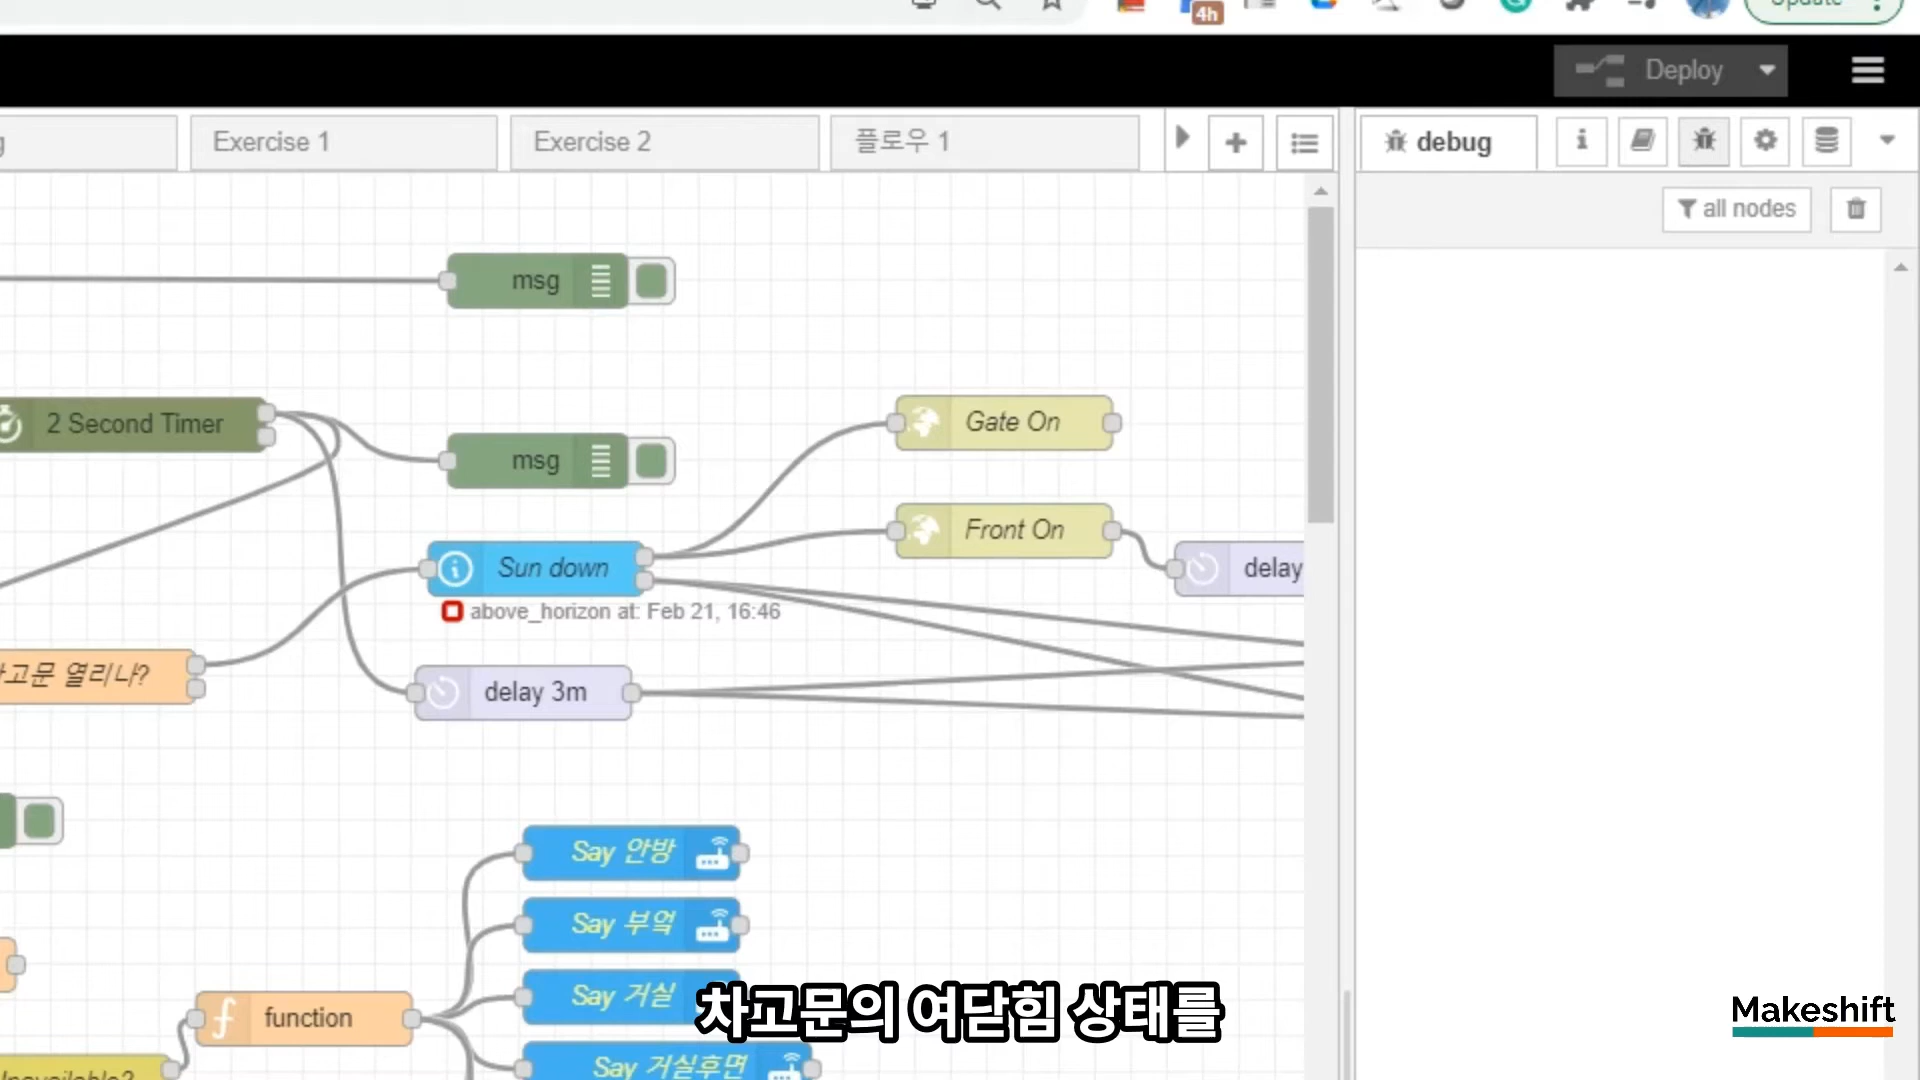 4h
Update
Deploy
Exercise 1
Exercise 2
플로우 1
debug
all nodes
msg
2 Second Timer
msg
Gate On
Front On
Sun down
delay
above_horizon at: Feb 21, 16:46
고문 열리나?
delay 3m
Say 안방
Say 부엌
Say 거실
차고문의 여닫힘 상태를
Makeshift
function
Say 거실후면